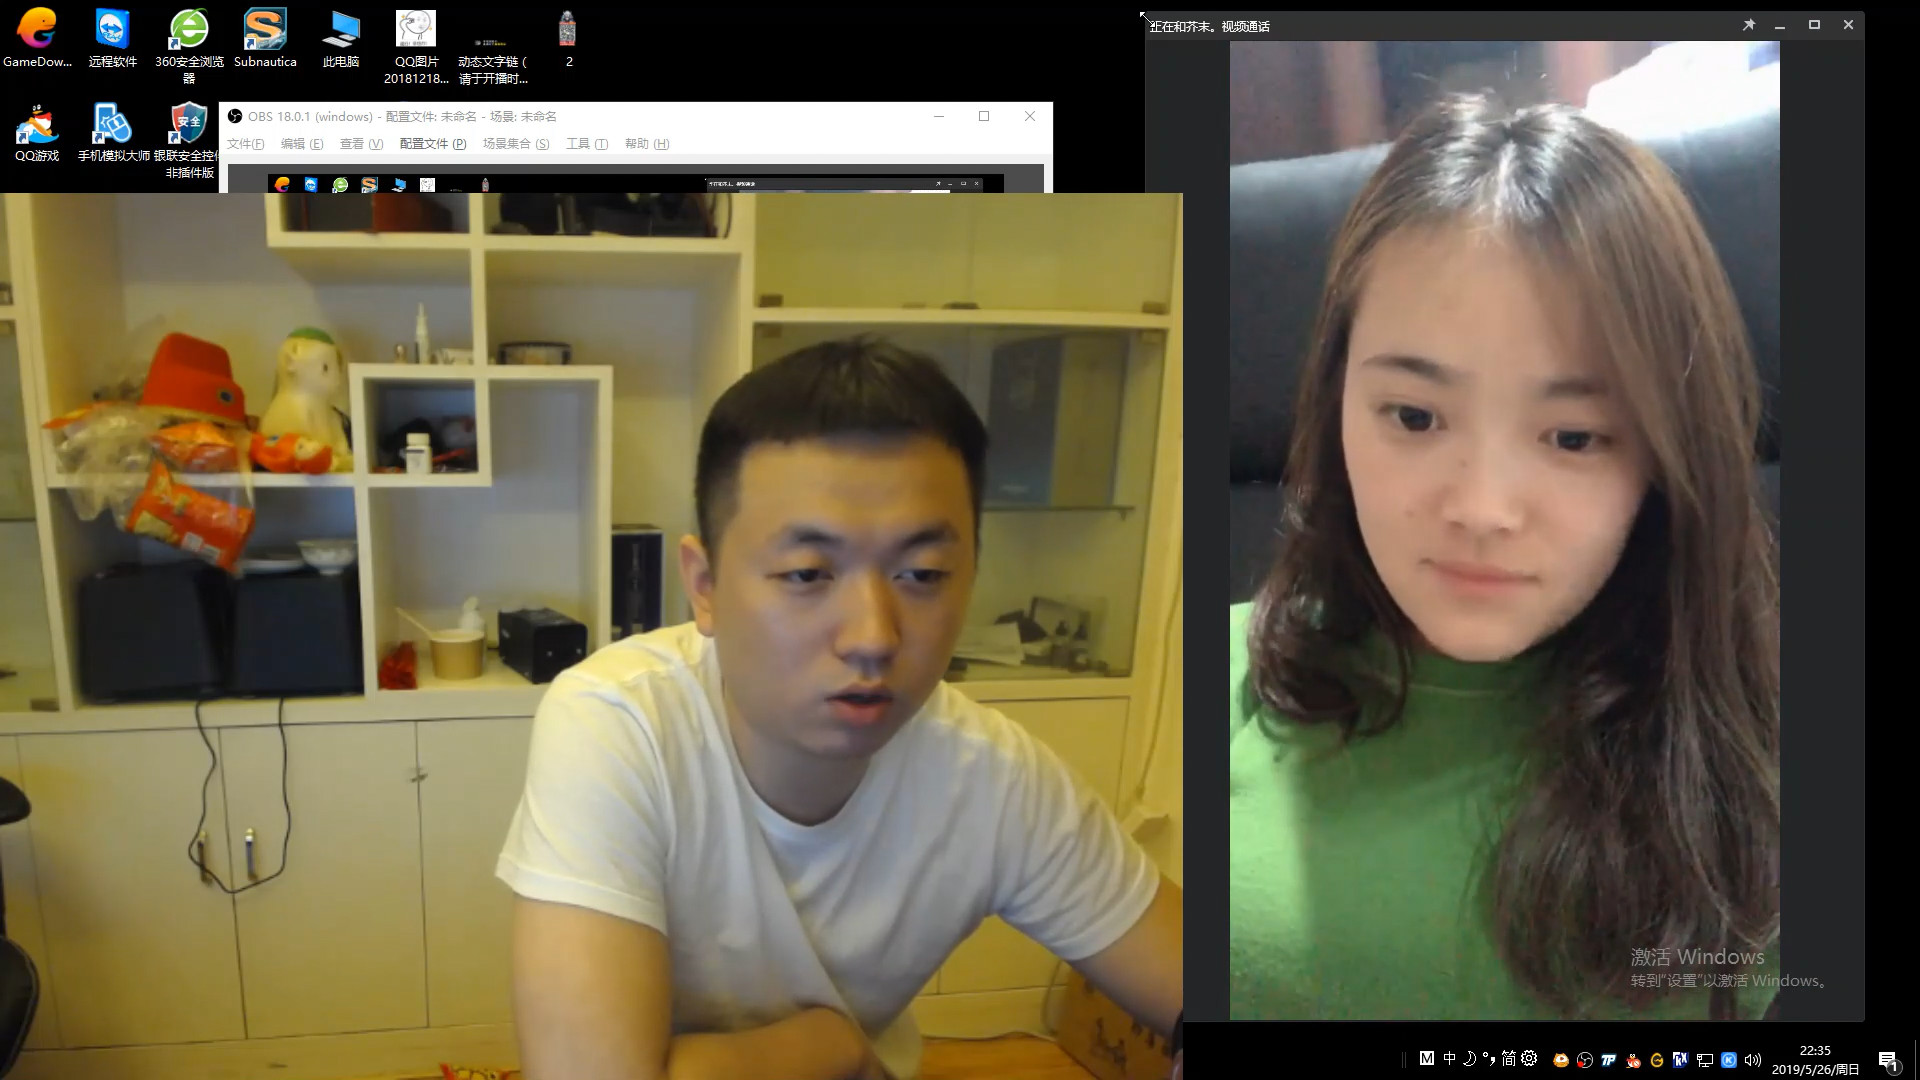 GameDow...
远程软件
360安全浏览
器
Subnautica
此电脑
QQ图片
20181218...
动态文字链 (
请于开播时...
2
QQ游戏
手机模拟大师
银联安全控件
非插件版
OBS 18.0.1 (windows) - 配置文件: 未命名 - 场景: 未命名
文件(F) 编辑 (E) 查看 (V) 配置文件 (P) 场景集合 (S) 工具 (T) 帮助 (H)
正在和芥末。视频通话
激活 Windows
转到"设置"以激活 Windows。
M 中 简
22:35
2019/5/26/周日
1